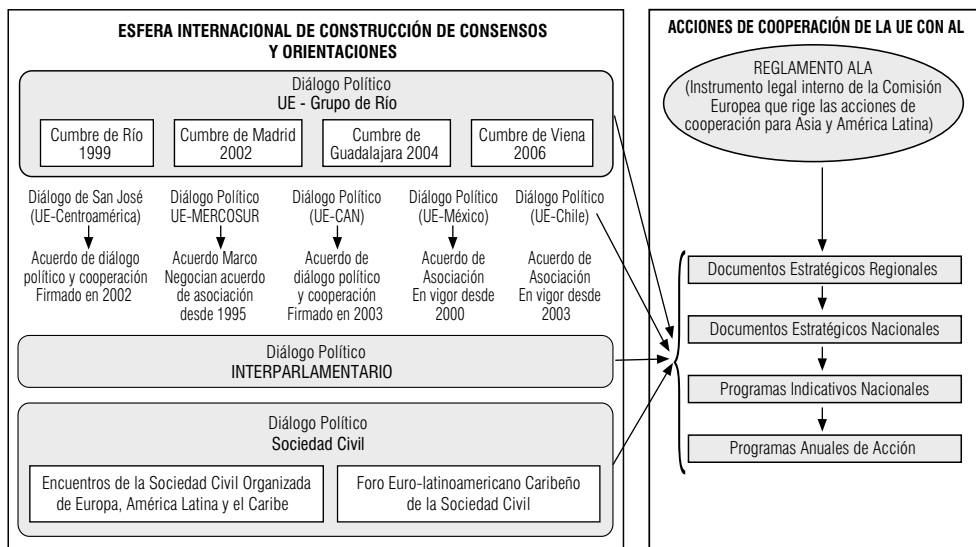 ESFERA INTERNACIONAL DE CONSTRUCCIÓN DE CONSENSOS
Y ORIENTACIONES
Diálogo Político
UE - Grupo de Río
Cumbre de Río
1999
Cumbre de Madrid
2002
Cumbre de
Guadalajara 2004
Cumbre de Viena
2006
Diálogo de San José
(UE-Centroamérica)
Acuerdo de diálogo
político y cooperación
Firmado en 2002
Diálogo Político
UE-MERCOSUR
Acuerdo Marco
Negocian acuerdo
de asociación
desde 1995
Diálogo Político
(UE-CAN)
Acuerdo de
diálogo político
y cooperación
Firmado en 2003
Diálogo Político
(UE-México)
Acuerdo de
Asociación
En vigor desde
2000
Diálogo Político
(UE-Chile)
Acuerdo de
Asociación
En vigor desde
2003
Diálogo Político
INTERPARLAMENTARIO
Diálogo Político
Sociedad Civil
Encuentros de la Sociedad Civil Organizada
de Europa, América Latina y el Caribe
Foro Euro-latinoamericano Caribeño
de la Sociedad Civil
ACCIONES DE COOPERACIÓN DE LA UE CON AL
REGLAMENTO ALA
(Instrumento legal interno de la Comisión
Europea que rige las acciones de
cooperación para Asia y América Latina)
Documentos Estratégicos Regionales
Documentos Estratégicos Nacionales
Programas Indicativos Nacionales
Programas Anuales de Acción